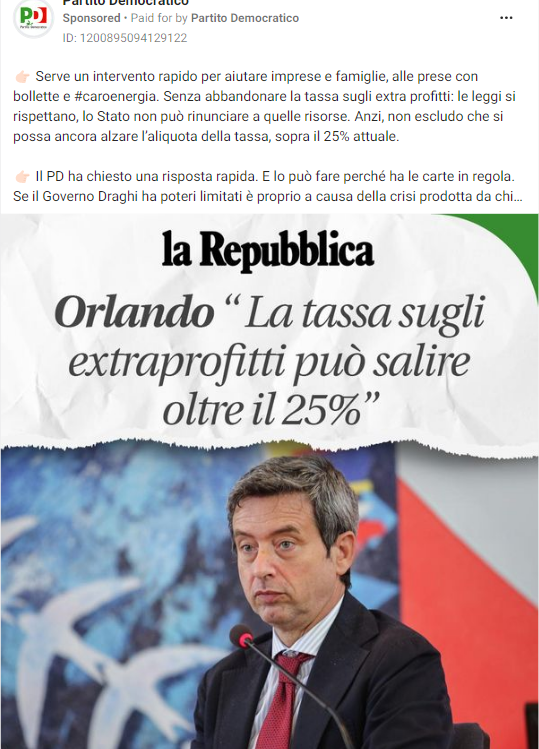 Partito Democratico
Sponsored • Paid for by Partito Democratico
ID: 1200895094129122
PD
Partito Democratico
👉🏻 Serve un intervento rapido per aiutare imprese e famiglie, alle prese con
bollette e #caroenergia. Senza abbandonare la tassa sugli extra profitti: le leggi si
rispettano, lo Stato non può rinunciare a quelle risorse. Anzi, non escludo che si
possa ancora alzare l’aliquota della tassa, sopra il 25% attuale.
👉🏻 Il PD ha chiesto una risposta rapida. E lo può fare perché ha le carte in regola.
Se il Governo Draghi ha poteri limitati è proprio a causa della crisi prodotta da chi...
la Repubblica
Orlando “ La tassa sugli
extraprofitti può salire
oltre il 25%”